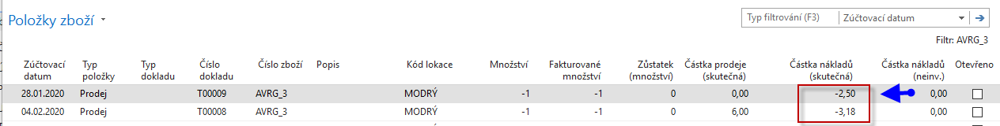 Položky zboží
Typ filtrování (F3) Zúčtovací datum
Filtr: AVRG_3
Zúčtovací datum Typ položky Typ dokladu Číslo dokladu Číslo zboží Popis Kód lokace Množství Fakturované množství Zůstatek (množství) Částka prodeje (skutečná) Částka nákladů (skutečná) Částka nákladů (neinv.) Otevřeno
28.01.2020 Prodej T00009 AVRG_3 MODRÝ -1 -1 0 0,00 -2,50 0,00
04.02.2020 Prodej T00008 AVRG_3 MODRÝ -1 -1 0 6,00 -3,18 0,00